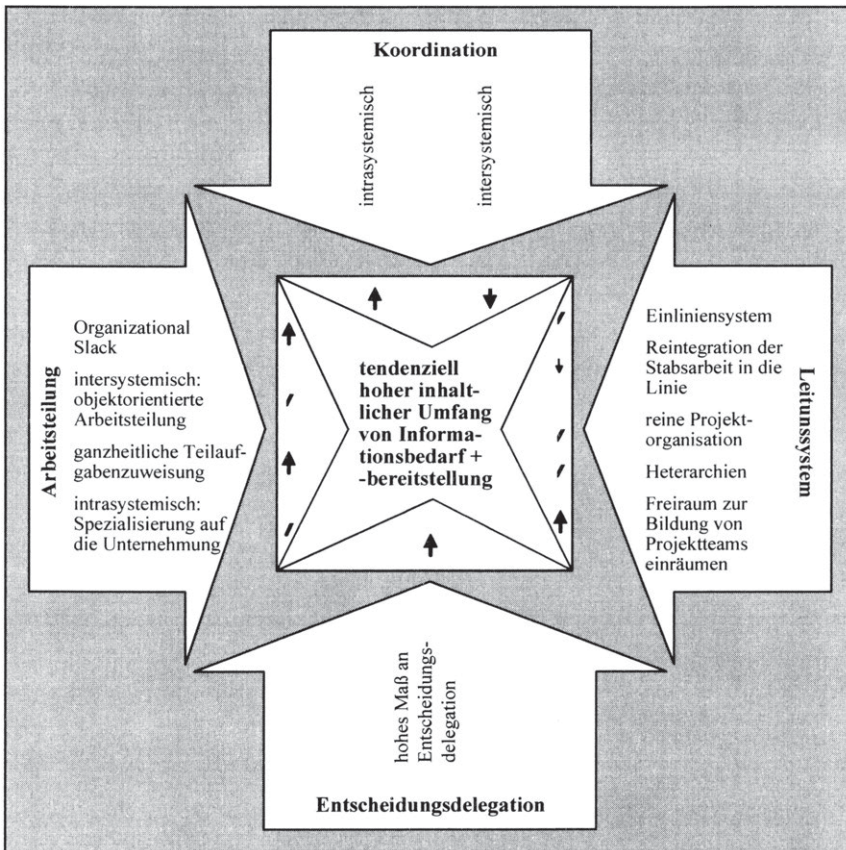 Koordination
intrasystemisch
intersystemisch
Arbeitsteilung
Organizational
Slack
intersystemisch:
objektorientierte
Arbeitsteilung
ganzheitliche Teilauf-
gabenzuweisung
intrasystemisch:
Spezialisierung auf
die Unternehmung
tendenziell
hoher inhalt-
licher Umfang
von Informa-
tionsbedarf +
-bereitstellung
Einliniensystem
Reintegration der
Stabsarbeit in die
Linie
reine Projekt-
organisation
Heterarchien
Freiraum zur
Bildung von
Projektteams
einräumen
Leitunssystem
hohes Maß an
Entscheidungs-
delegation
Entscheidungsdelegation